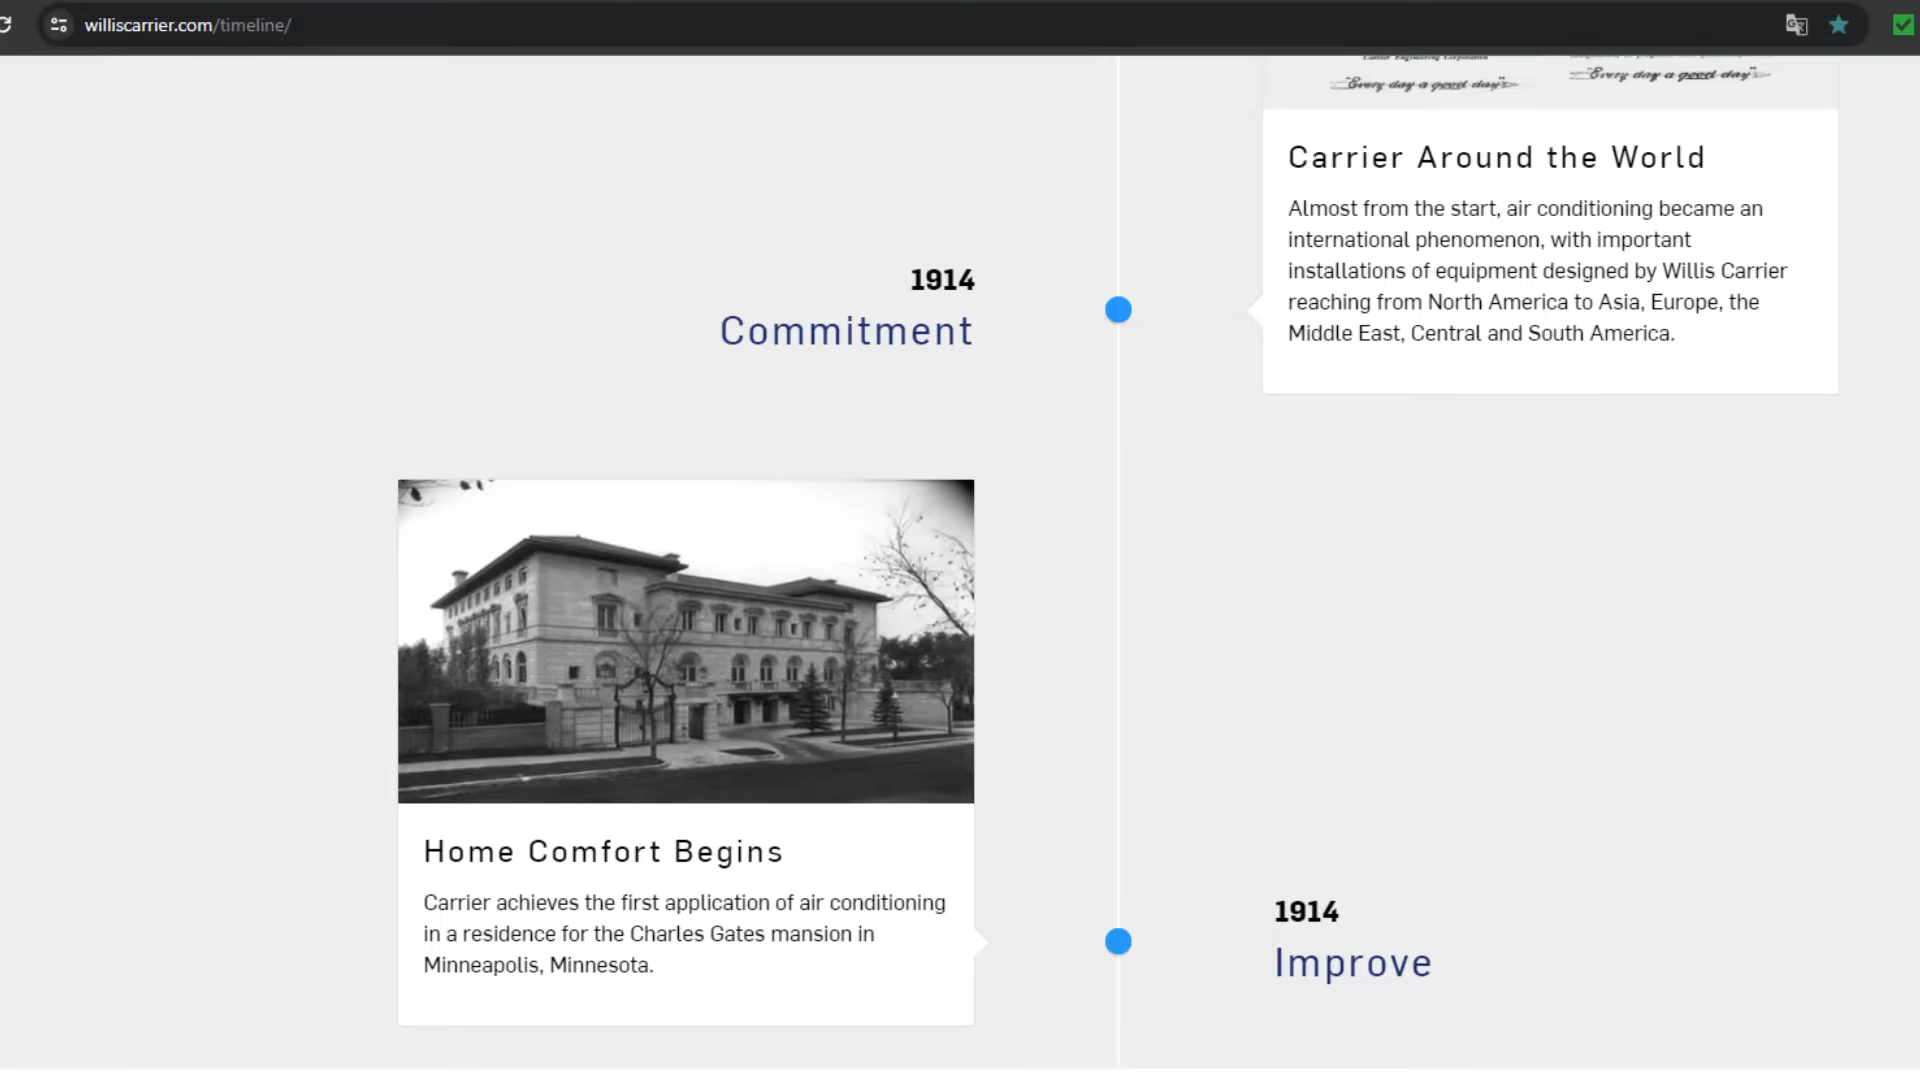 williscarrier.com/timeline/
"Every day a good day"
"Every day a good day"
Carrier Around the World
Almost from the start, air conditioning became an
international phenomenon, with important
installations of equipment designed by Willis Carrier
reaching from North America to Asia, Europe, the
Middle East, Central and South America.
1914
Commitment
Home Comfort Begins
Carrier achieves the first application of air conditioning
in a residence for the Charles Gates mansion in
Minneapolis, Minnesota.
1914
Improve